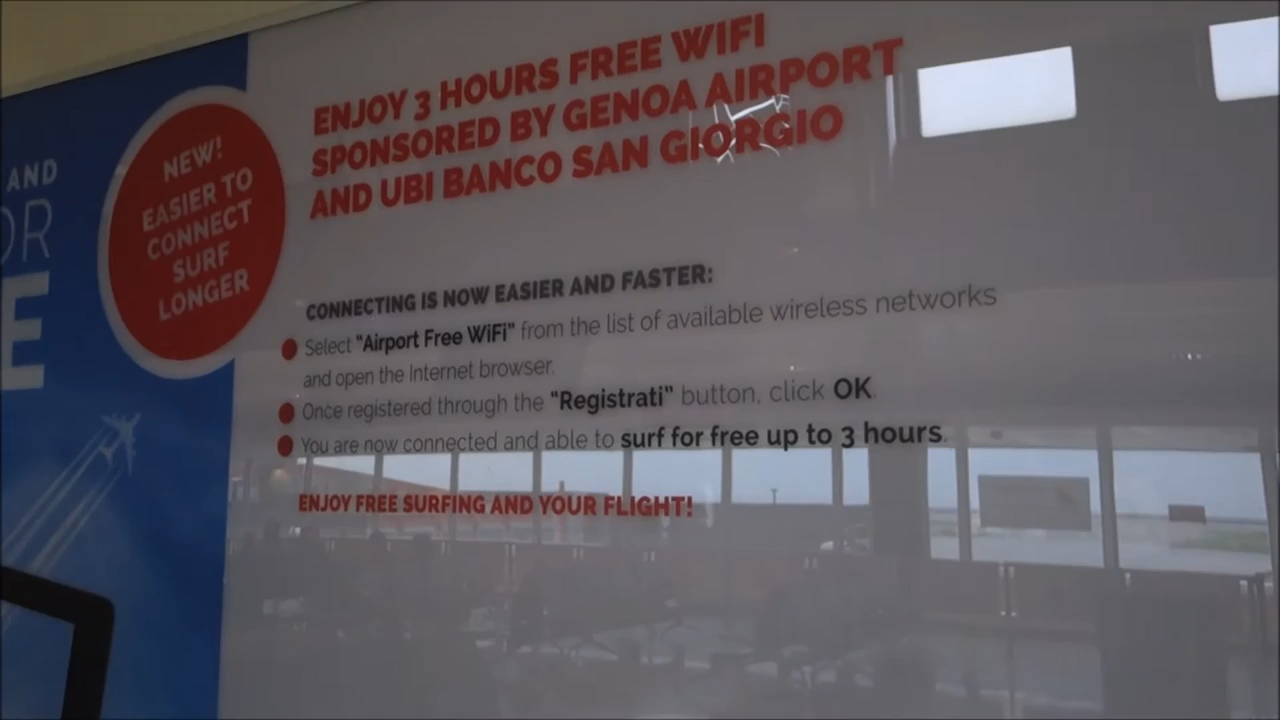 AND
OR
E
NEW!
EASIER TO
CONNECT
SURF
LONGER
ENJOY 3 HOURS FREE WIFI
SPONSORED BY GENOA AIRPORT
AND UBI BANCO SAN GIORGIO
CONNECTING IS NOW EASIER AND FASTER:
Select "Airport Free WiFi" from the list of available wireless networks
and open the Internet browser.
Once registered through the "Registrati" button, click OK.
You are now connected and able to surf for free up to 3 hours.
ENJOY FREE SURFING AND YOUR FLIGHT!